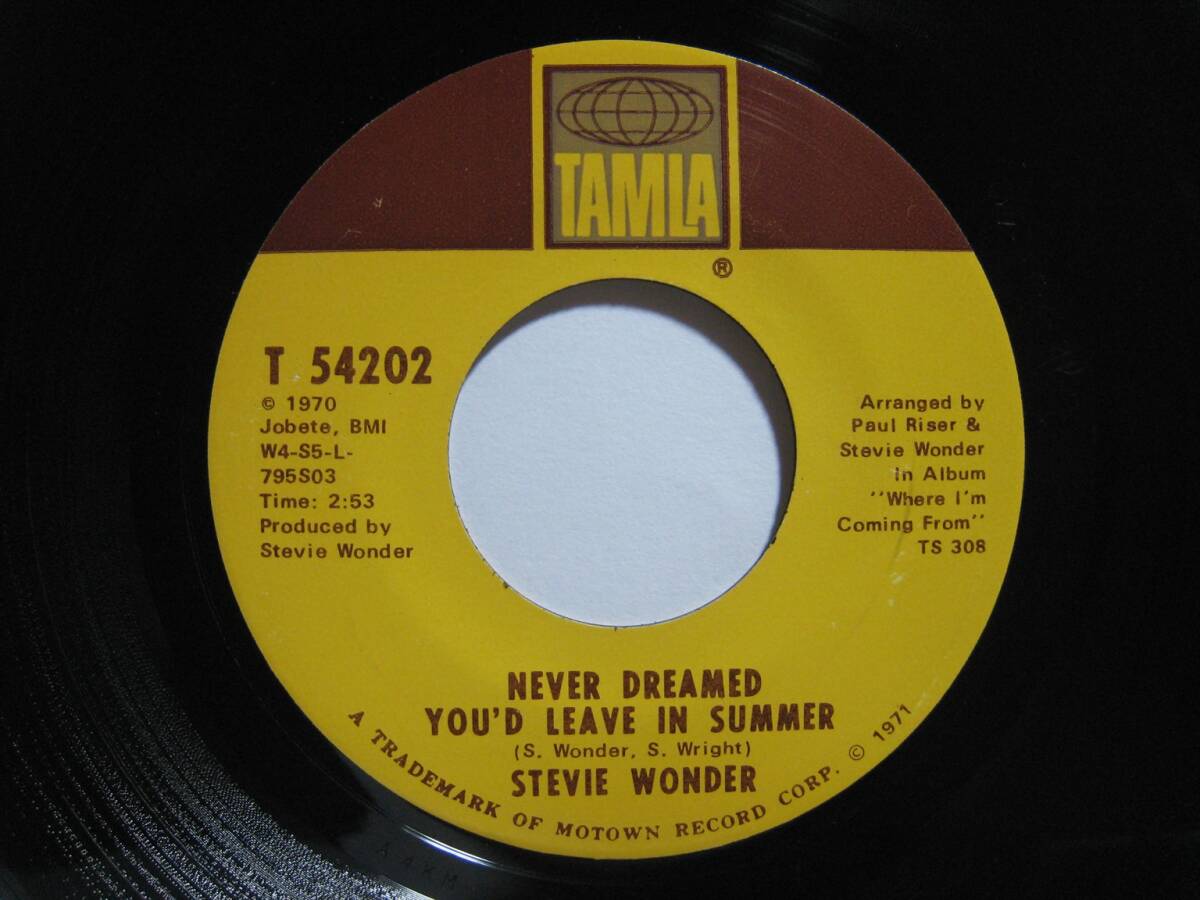 TAMLA
®
T 54202
© 1970
Jobete, BMI
W4-S5-L-
795S03
Time: 2:53
Produced by
Stevie Wonder
Arranged by
Paul Riser &
Stevie Wonder
In Album
"Where I'm
Coming From"
TS 308
NEVER DREAMED
YOU'D LEAVE IN SUMMER
(S. Wonder, S. Wright)
STEVIE WONDER
A TRADEMARK OF MOTOWN RECORD CORP. © 1971
AAKM